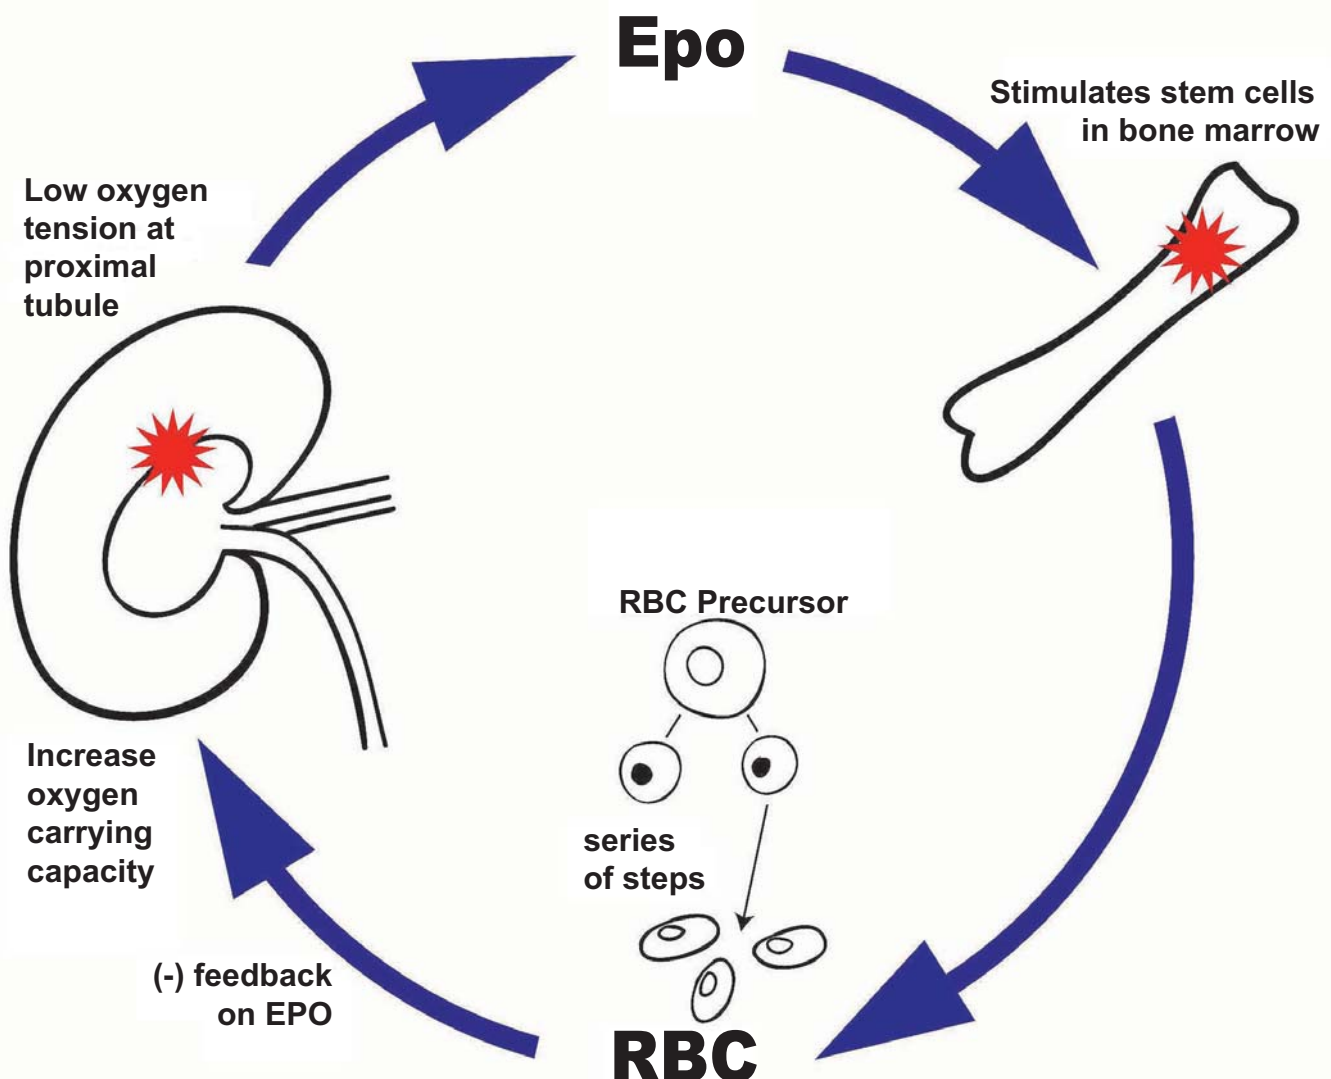 Epo
Stimulates stem cells
in bone marrow
Low oxygen
tension at
proximal
tubule
RBC Precursor
series
of steps
Increase
oxygen
carrying
capacity
(-) feedback
on EPO
RBC